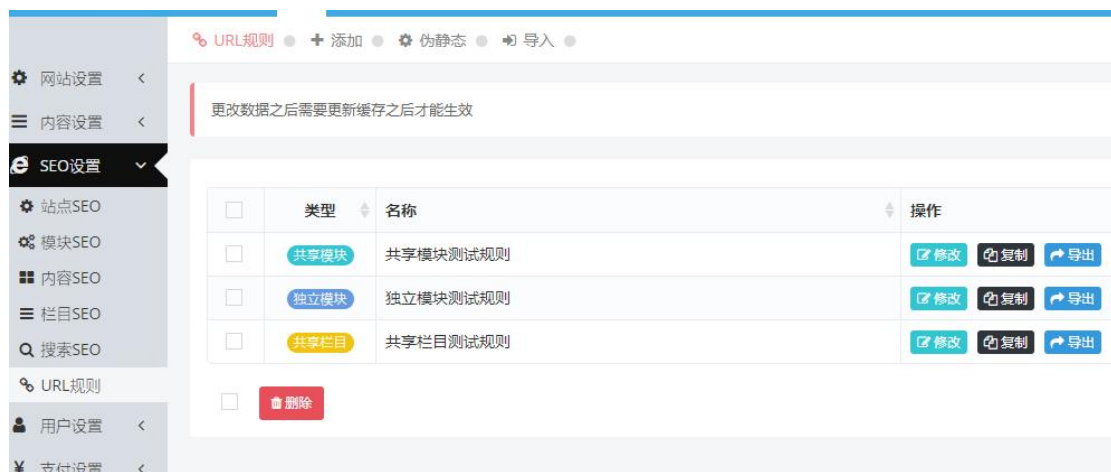 URL规则 添加 伪静态 导入
网站设置
内容设置
SEO设置
站点SEO
模块SEO
内容SEO
栏目SEO
搜索SEO
URL规则
用户设置
支付设置
更改数据之后需要更新缓存之后才能生效
类型 名称 操作
共享模块 共享模块测试规则 修改 复制 导出
独立模块 独立模块测试规则 修改 复制 导出
共享栏目 共享栏目测试规则 修改 复制 导出
删除